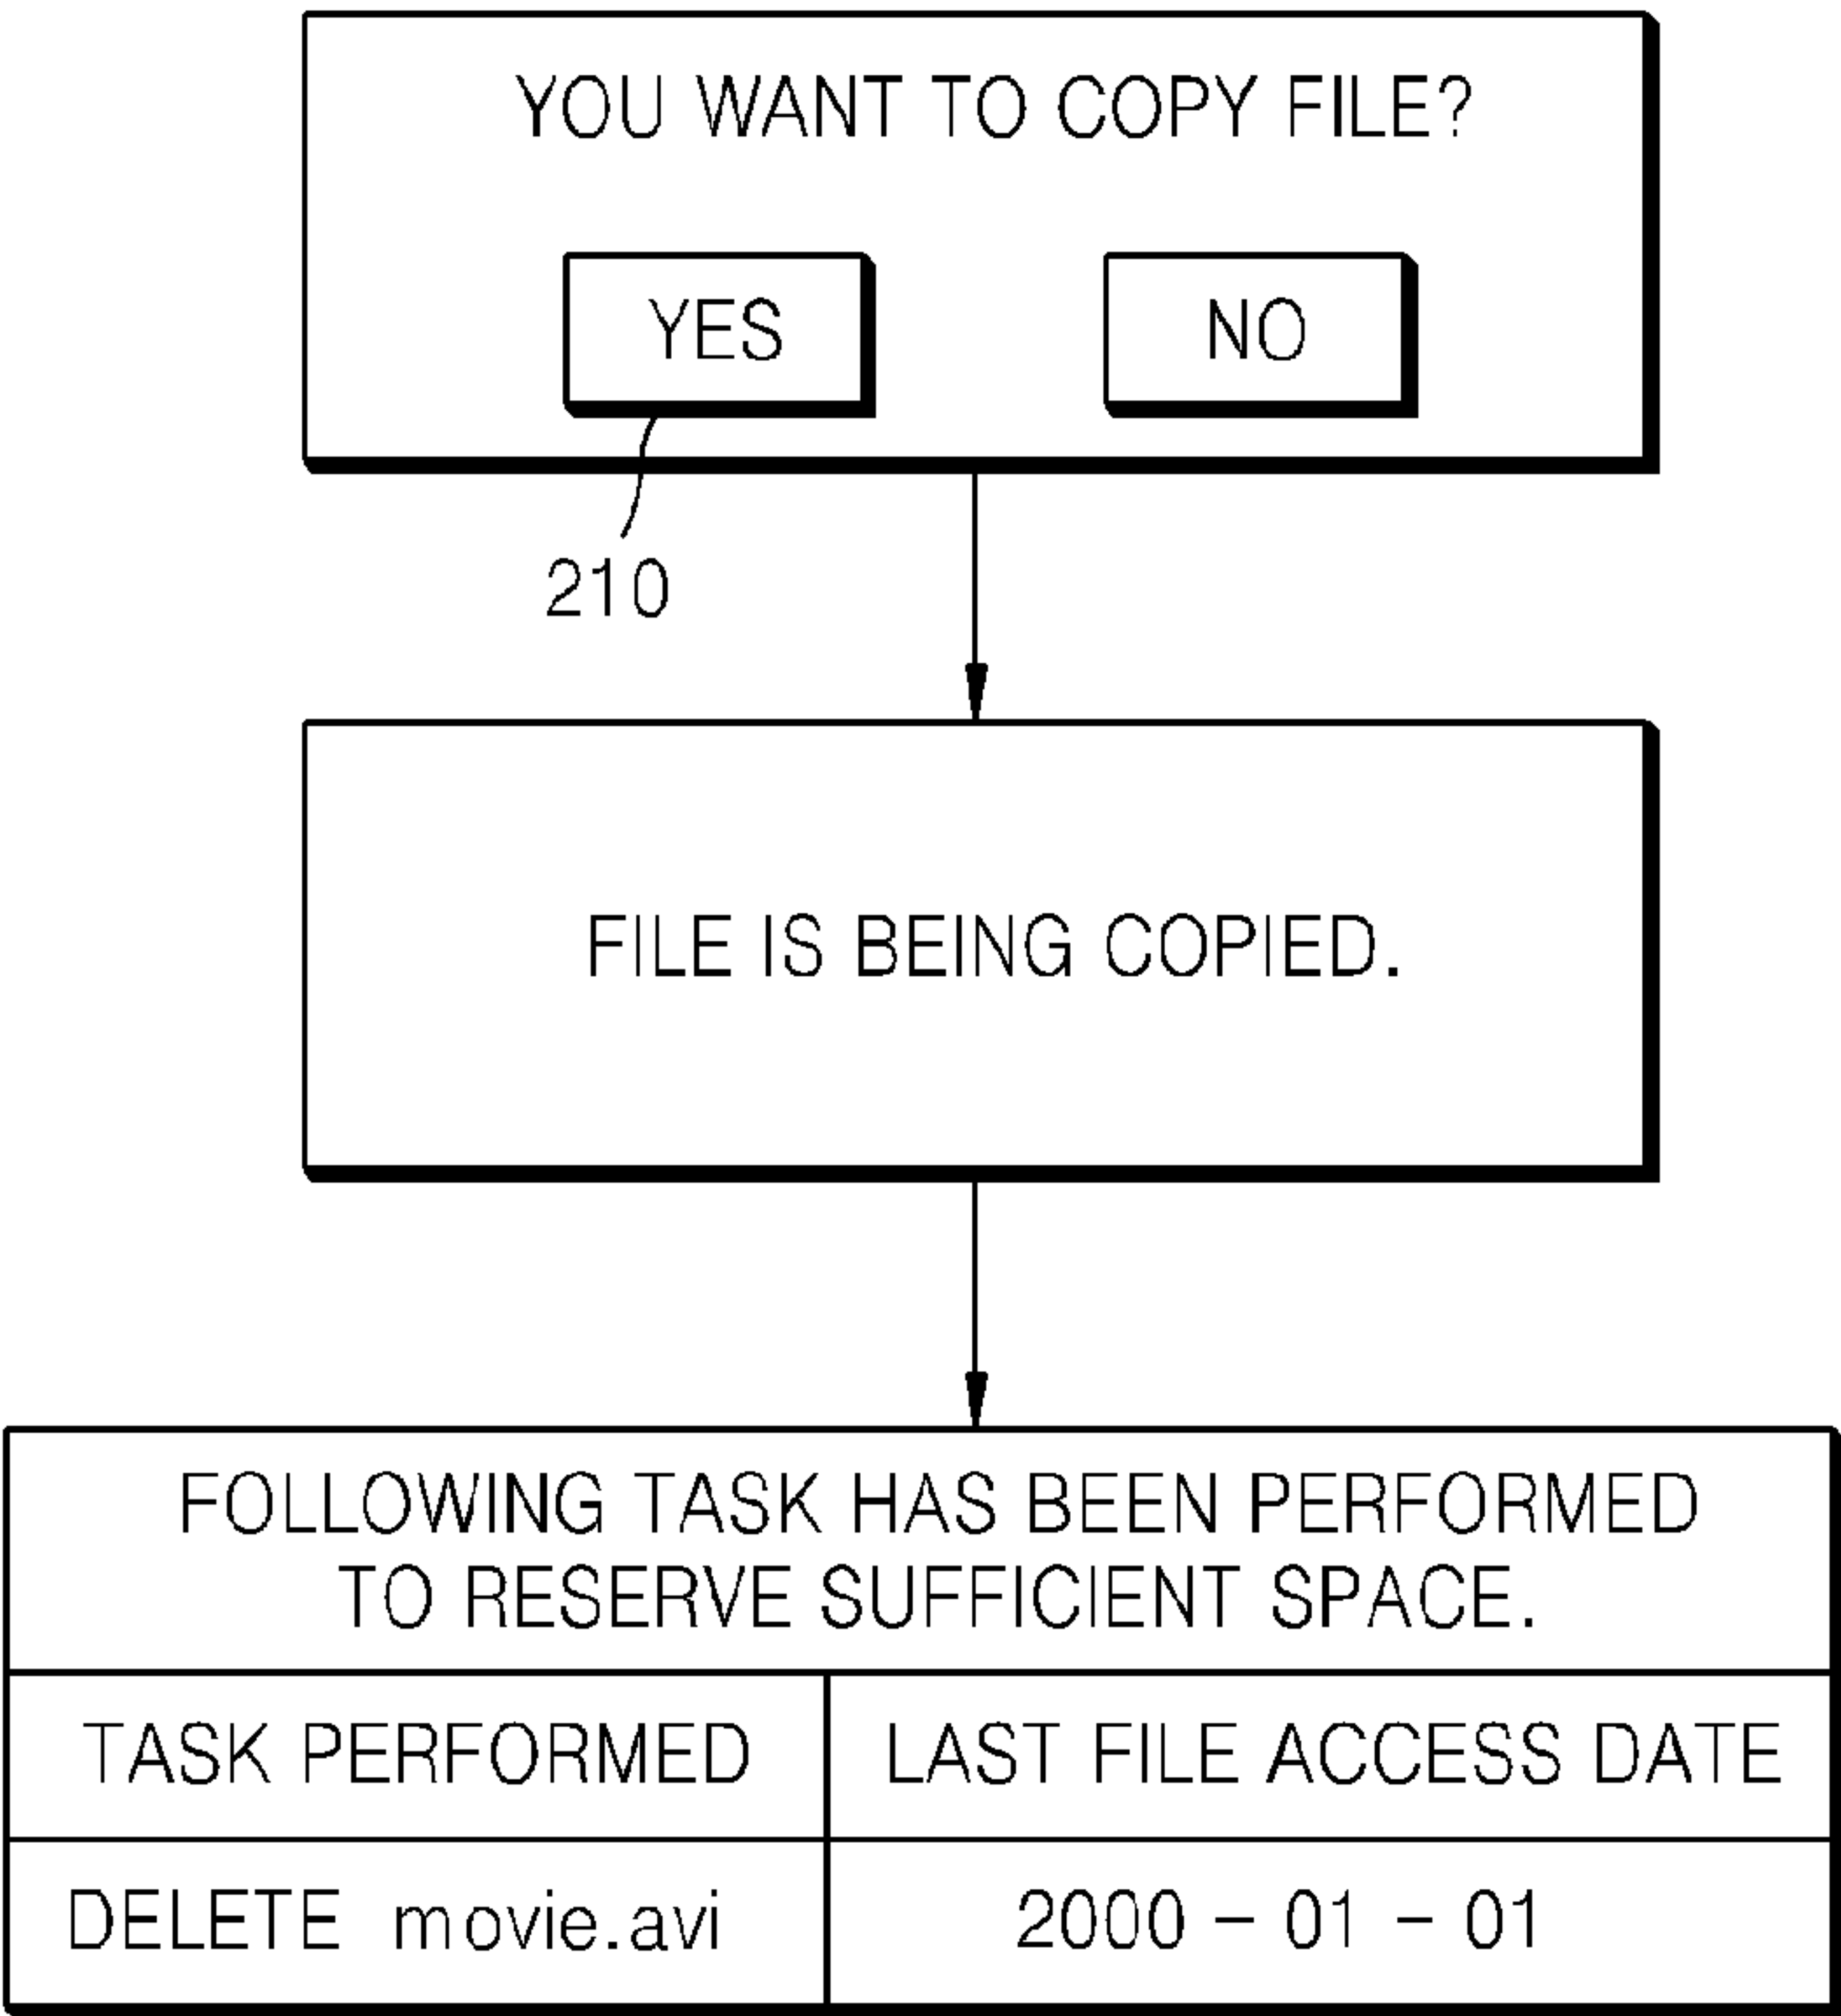 YOU WANT TO COPY FILE?
YES NO
210
FILE IS BEING COPIED.
FOLLOWING TASK HAS BEEN PERFORMED
TO RESERVE SUFFICIENT SPACE.
TASK PERFORMED LAST FILE ACCESS DATE
DELETE movie.avi 2000 - 01 - 01